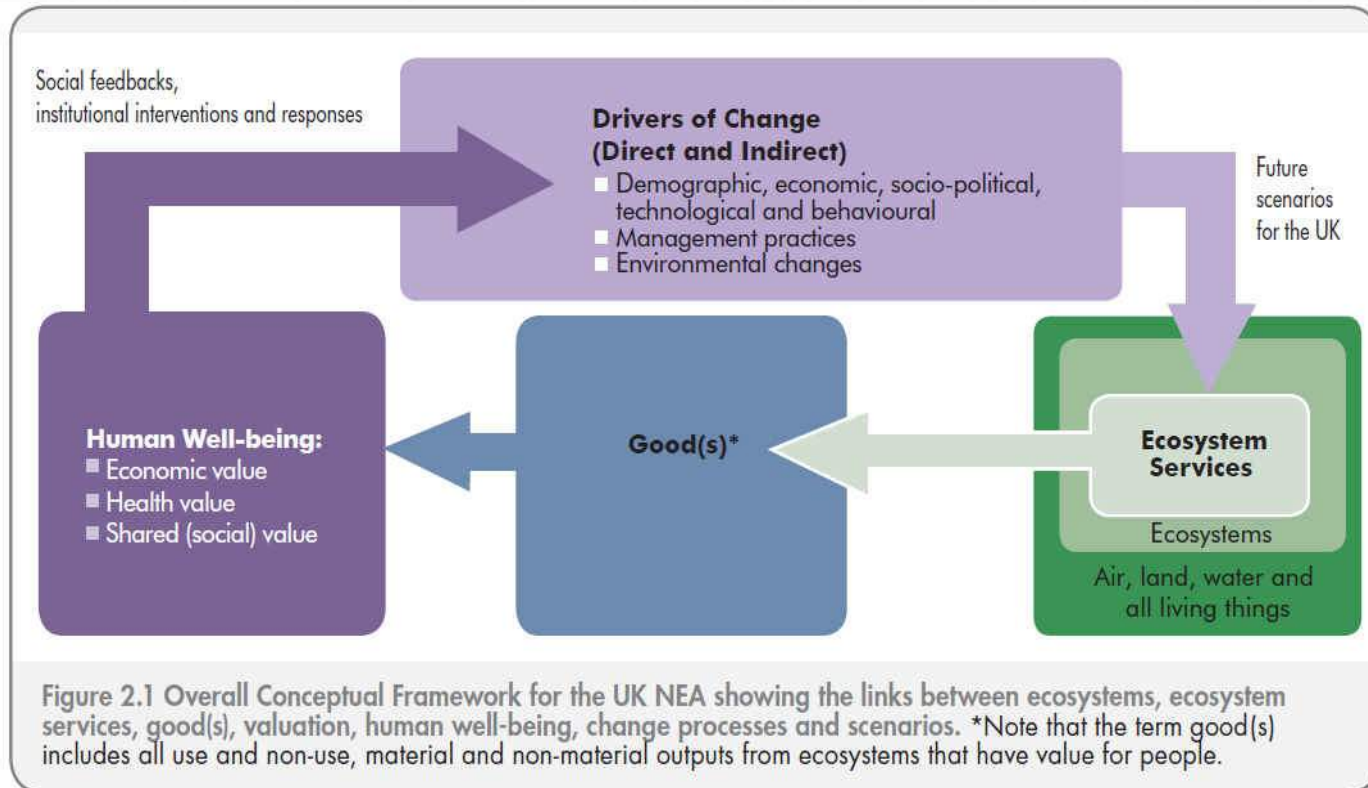 Social feedbacks,
institutional interventions and responses
Drivers of Change
(Direct and Indirect)
Demographic, economic, socio-political,
technological and behavioural
Management practices
Environmental changes
Future
scenarios
for the UK
Human Well-being:
Economic value
Health value
Shared (social) value
Good(s)*
Ecosystem
Services
Ecosystems
Air, land, water and
all living things
Figure 2.1 Overall Conceptual Framework for the UK NEA showing the links between ecosystems, ecosystem
services, good(s), valuation, human well-being, change processes and scenarios. *Note that the term good(s)
includes all use and non-use, material and non-material outputs from ecosystems that have value for people.